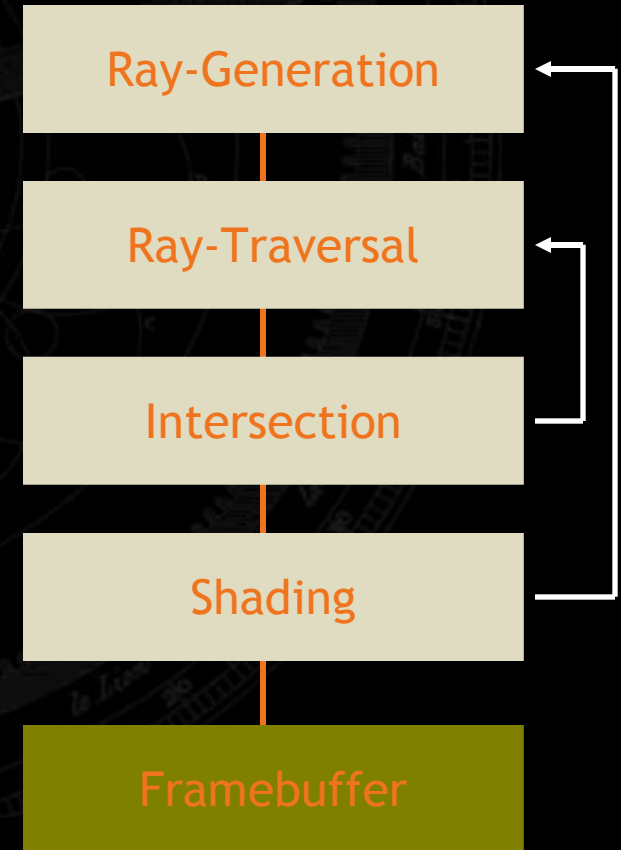 Ray-Generation
Ray-Traversal
Intersection
Shading
Framebuffer